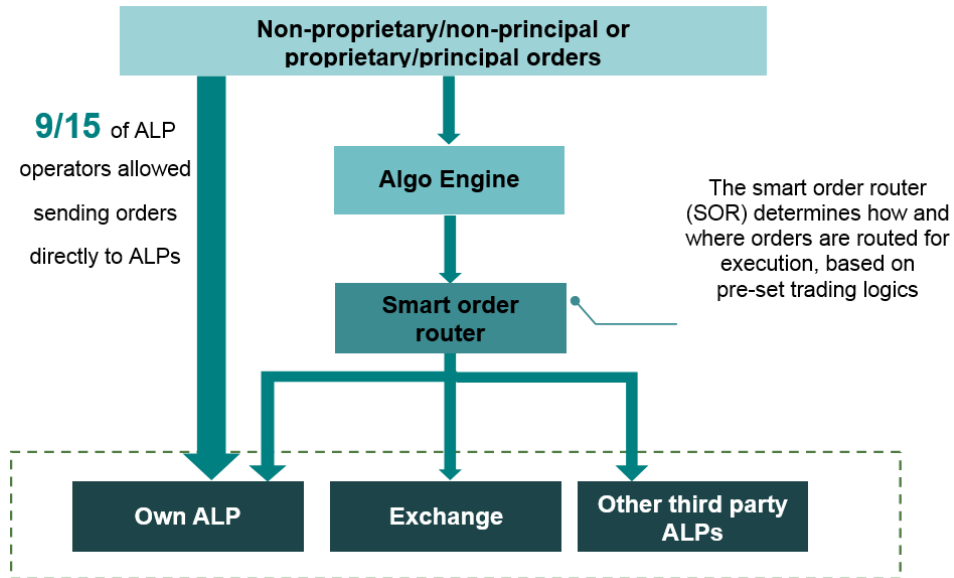 Non-proprietary/non-principal or
proprietary/principal orders
9/15 of ALP
operators allowed
sending orders
directly to ALPs
Algo Engine
The smart order router
(SOR) determines how and
where orders are routed for
execution, based on
pre-set trading logics
Smart order
router
Own ALP
Exchange
Other third party
ALPs